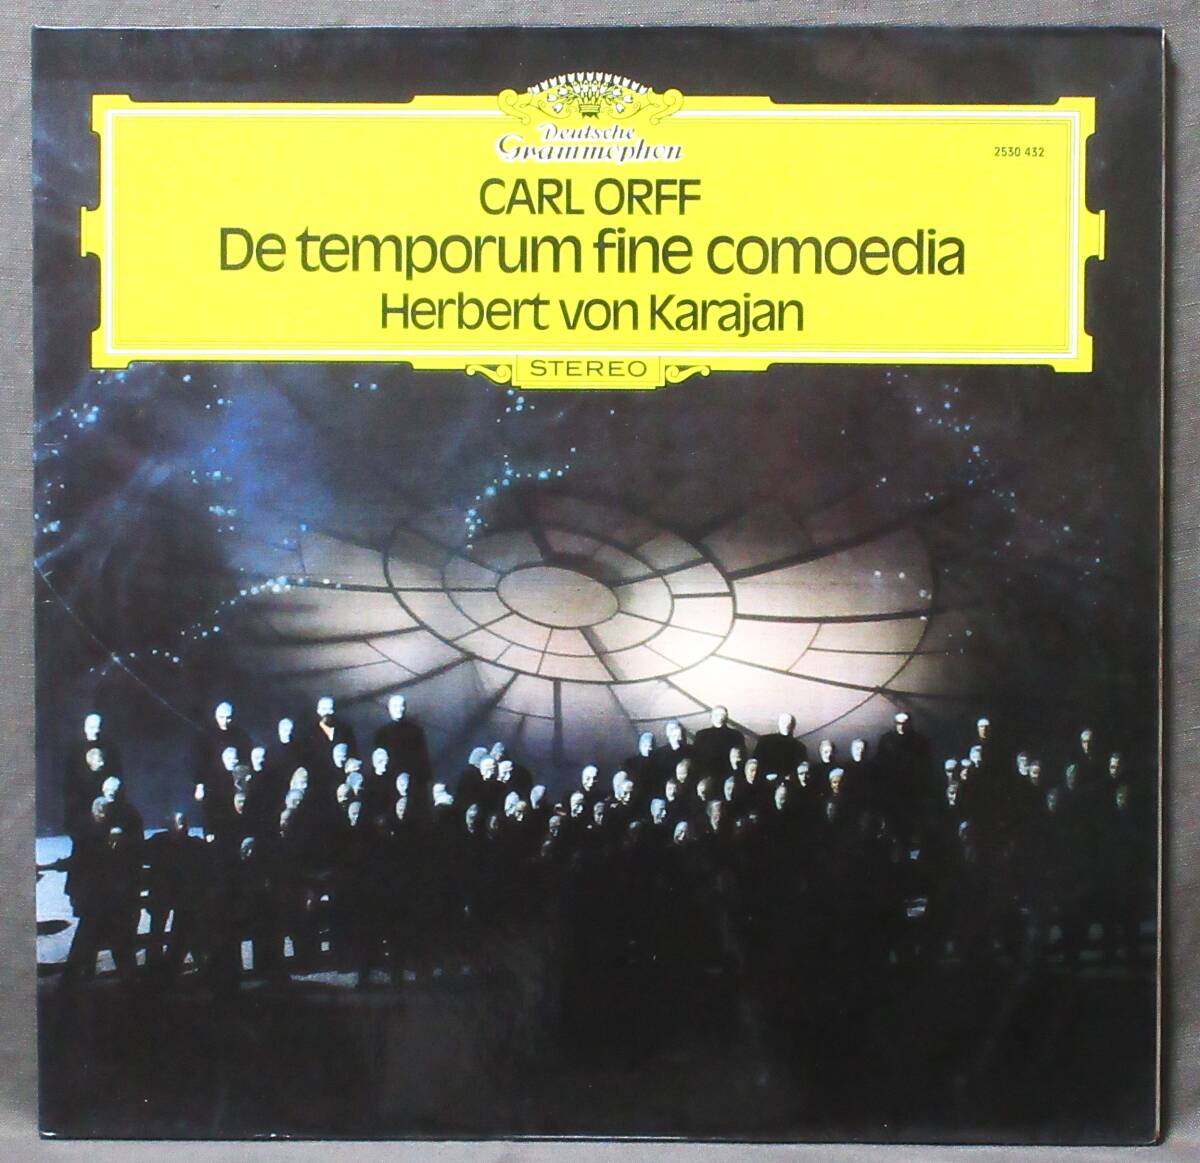 Deutsche
Grammophon
2530 432
CARL ORFF
De temporum fine comoedia
Herbert von Karajan
STEREO